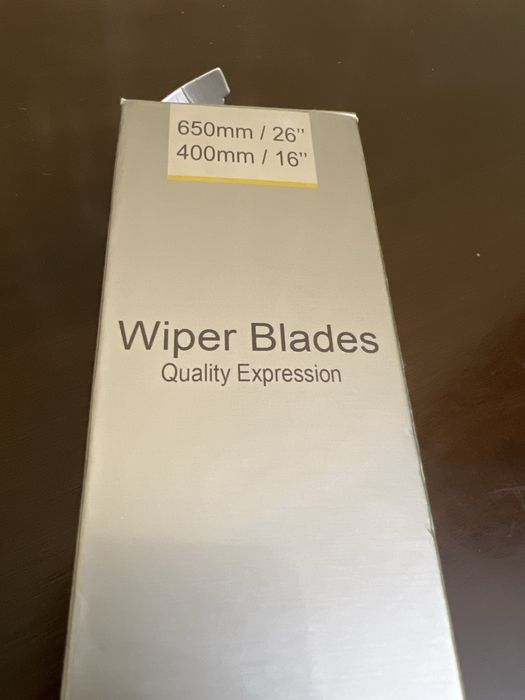 650mm / 26”
400mm / 16”
Wiper Blades
Quality Expression